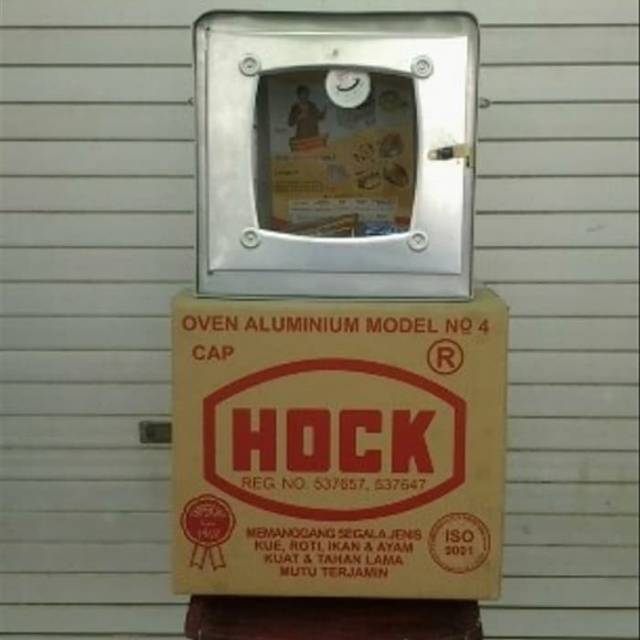 OVEN ALUMINIUM MODEL Nº 4
CAP
®
HOCK
REG. NO. 537657, 537647
MEMANGGANG SEGALA JENIS
KUE, ROTI, IKAN & AYAM
KUAT & TAHAN LAMA
MUTU TERJAMIN
ISO
9001